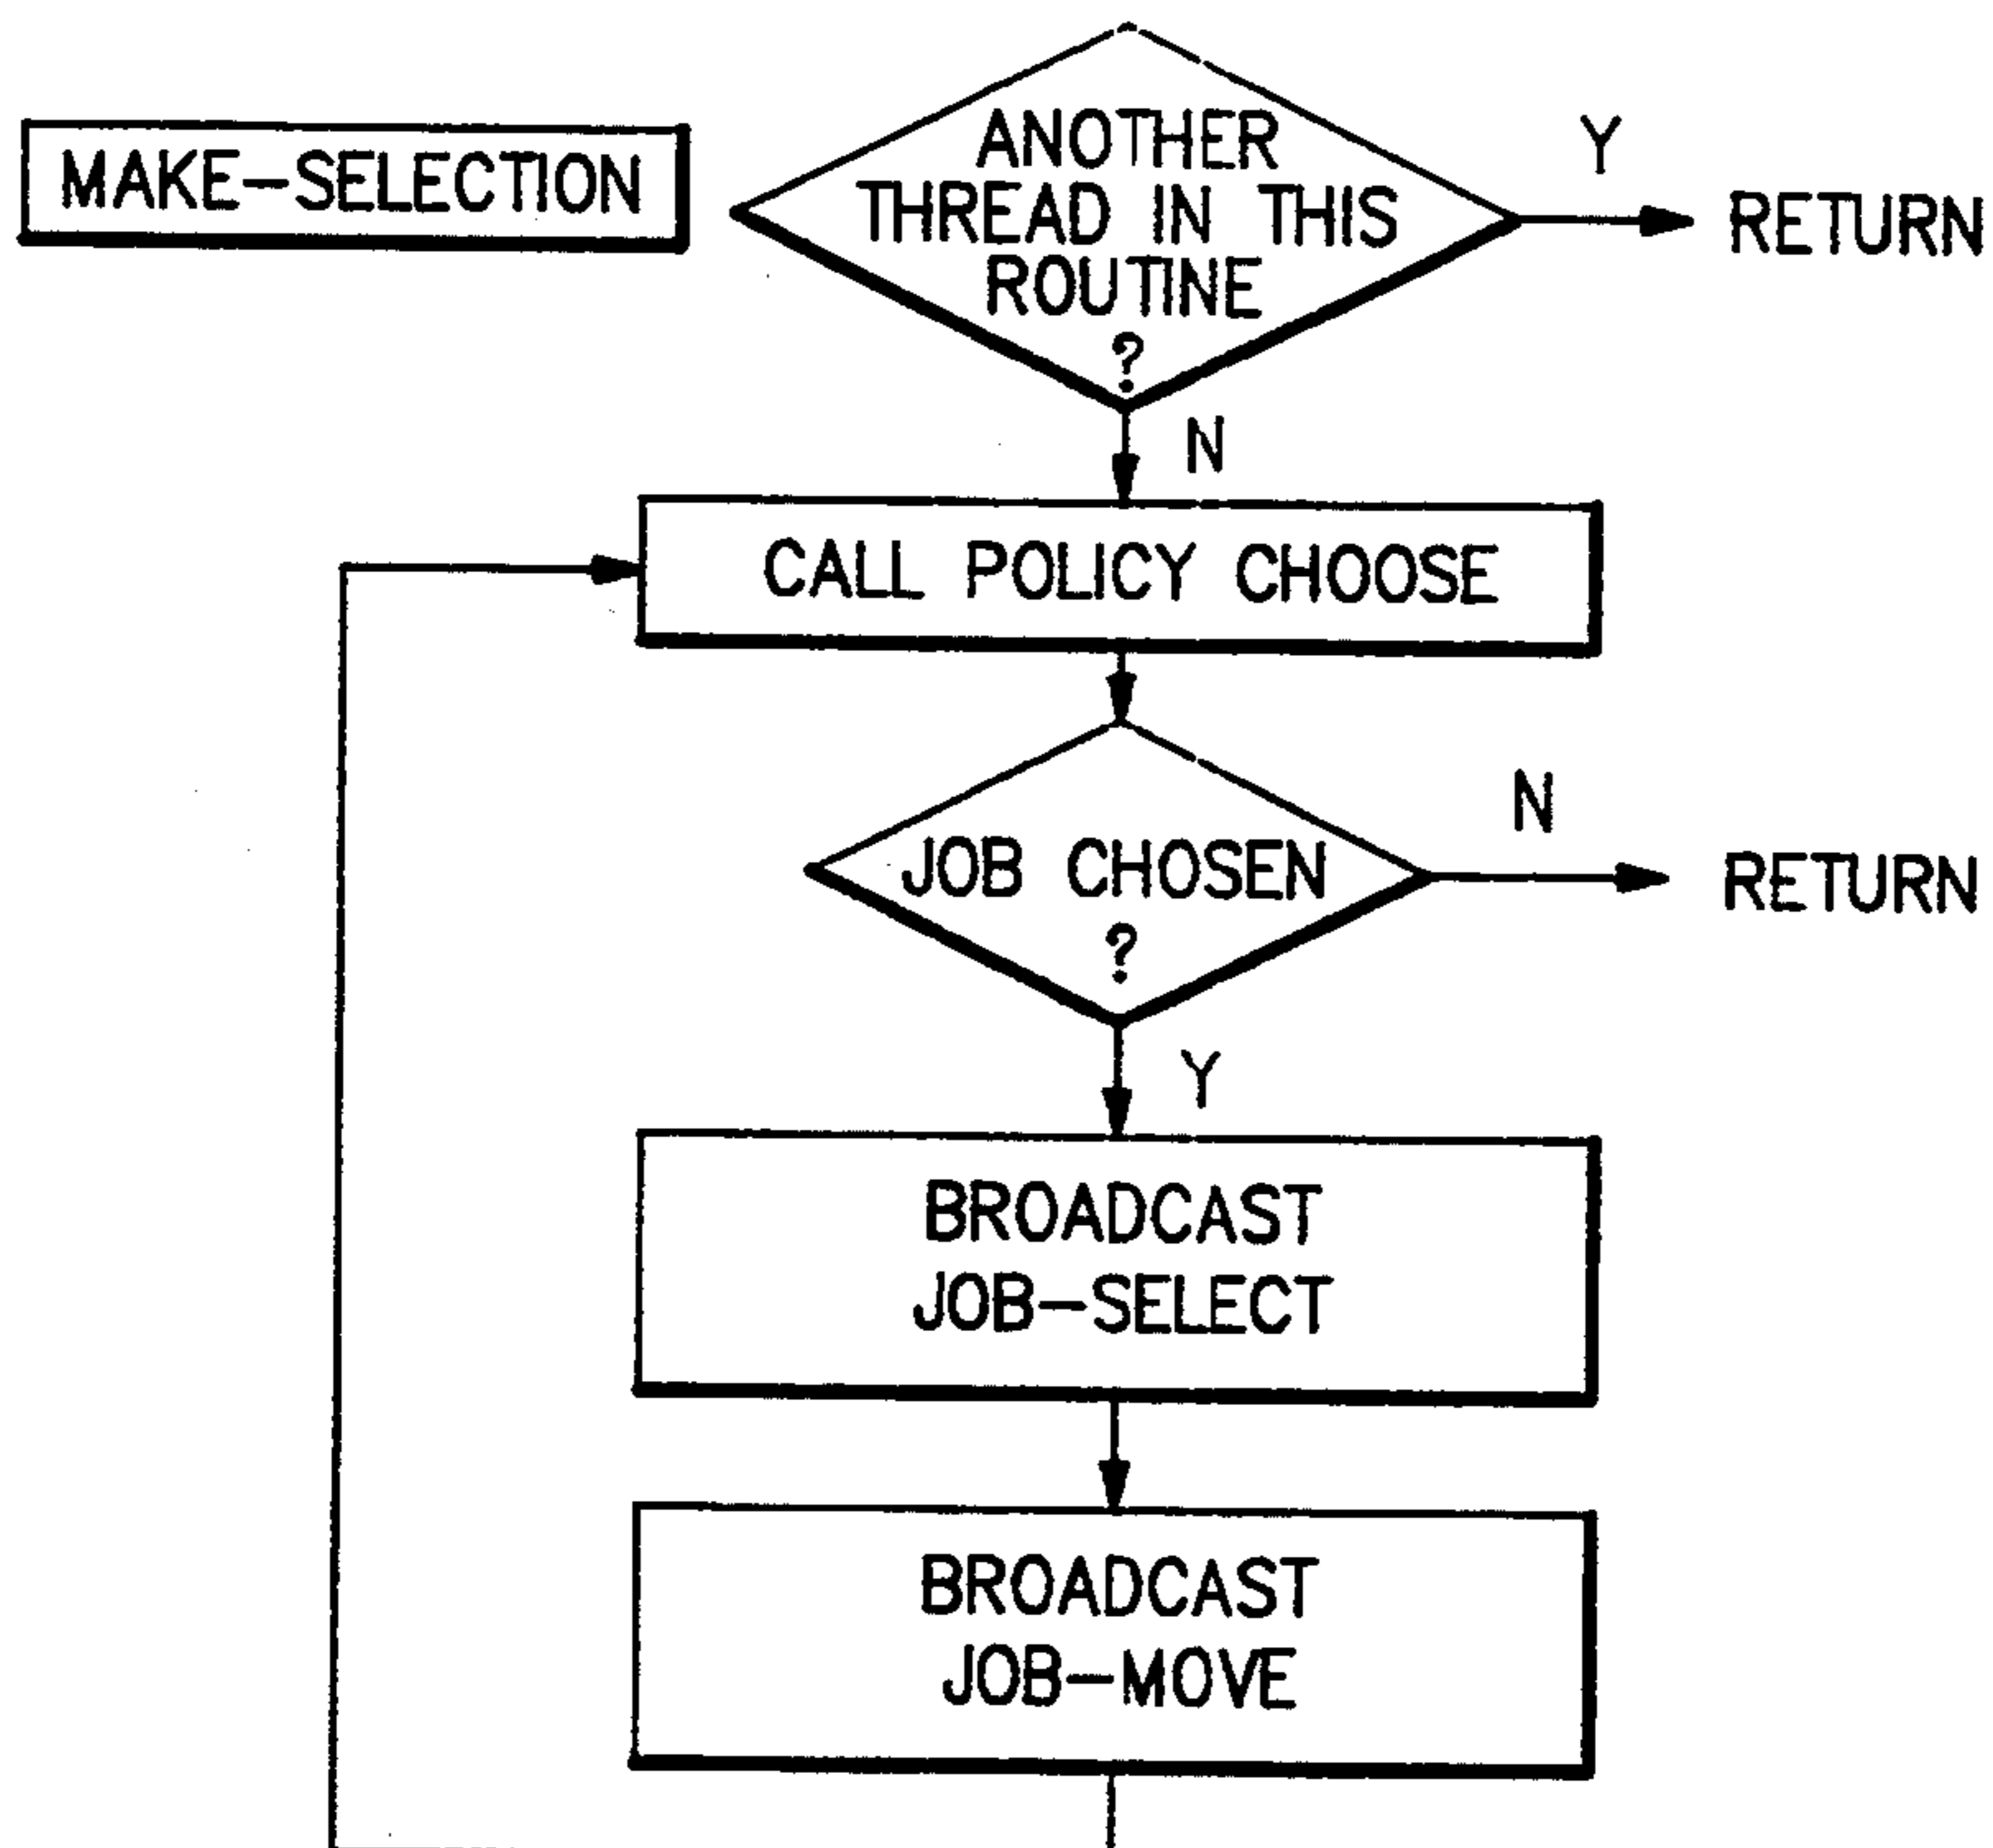 MAKE-SELECTION
ANOTHER
THREAD IN THIS
ROUTINE
?
Y
RETURN
N
CALL POLICY CHOOSE
JOB CHOSEN
?
N
RETURN
Y
BROADCAST
JOB-SELECT
BROADCAST
JOB-MOVE